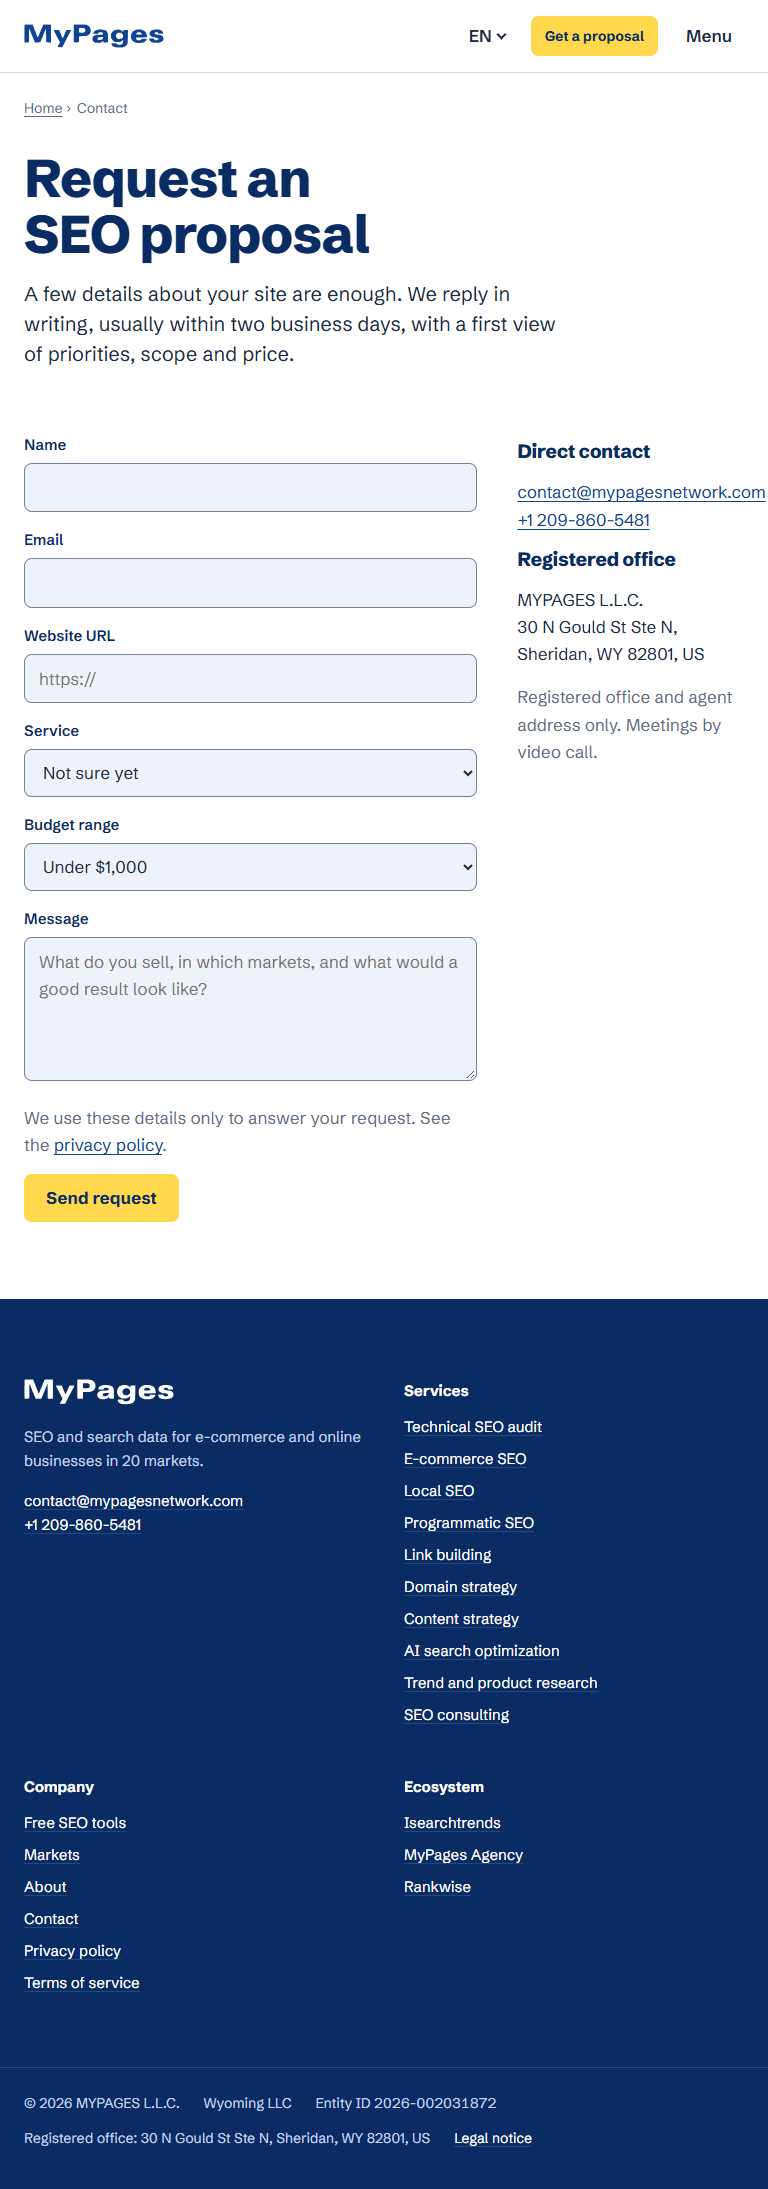 MyPages
EN
Get a proposal
Menu
Home › Contact
Request an
SEO proposal
A few details about your site are enough. We reply in
writing, usually within two business days, with a first view
of priorities, scope and price.
Name
Email
Website URL
https://
Service
Not sure yet
Budget range
Under $1,000
Message
What do you sell, in which markets, and what would a
good result look like?
We use these details only to answer your request. See
the privacy policy.
Send request
Direct contact
contact@mypagesnetwork.com
+1 209-860-5481
Registered office
MYPAGES L.L.C.
30 N Gould St Ste N,
Sheridan, WY 82801, US
Registered office and agent
address only. Meetings by
video call.
MyPages
SEO and search data for e-commerce and online
businesses in 20 markets.
contact@mypagesnetwork.com
+1 209-860-5481
Services
Technical SEO audit
E-commerce SEO
Local SEO
Programmatic SEO
Link building
Domain strategy
Content strategy
AI search optimization
Trend and product research
SEO consulting
Company
Free SEO tools
Markets
About
Contact
Privacy policy
Terms of service
Ecosystem
Isearchtrends
MyPages Agency
Rankwise
© 2026 MYPAGES L.L.C. Wyoming LLC Entity ID 2026-002031872
Registered office: 30 N Gould St Ste N, Sheridan, WY 82801, US Legal notice